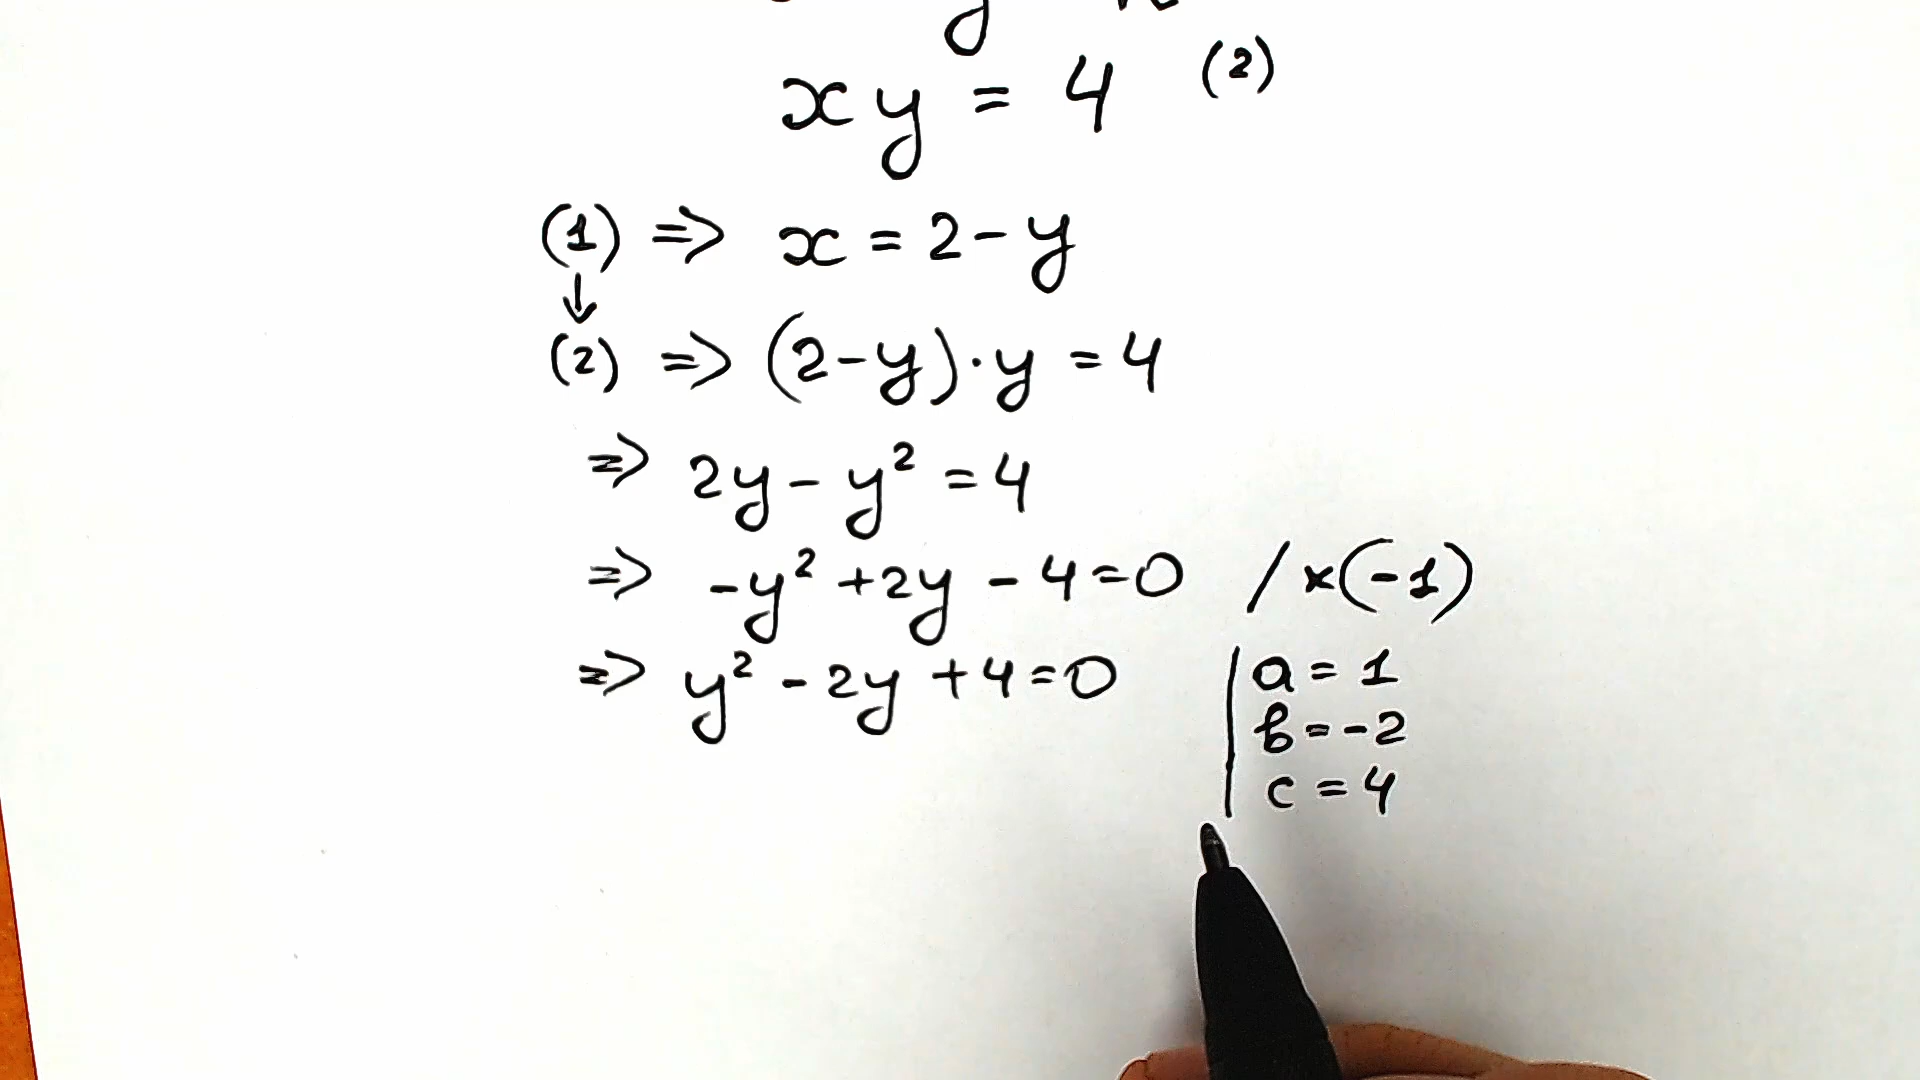 xy = 4 (2)
(1) => x = 2 - y
↓
(2) => (2-y)·y = 4
=> 2y - y² = 4
=> -y² + 2y - 4 = 0 / x(-1)
=> y² - 2y + 4 = 0 | a = 1
b = -2
c = 4